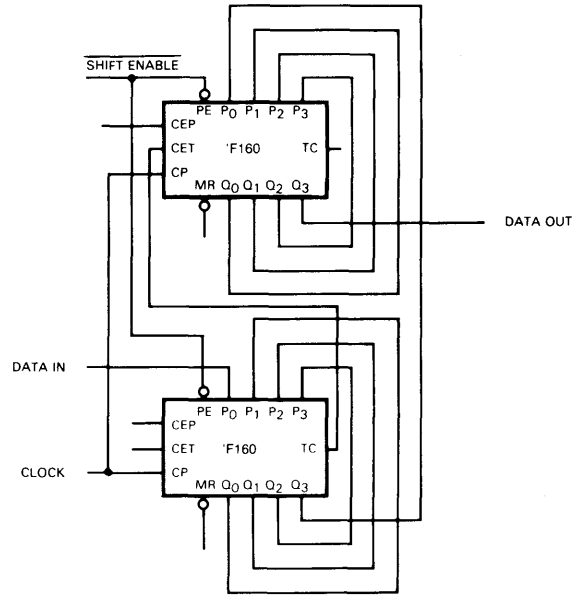 SHIFT ENABLE
PE P0 P1 P2 P3
CEP
CET 'F160 TC
CP
MR Q0 Q1 Q2 Q3
DATA OUT
DATA IN
PE P0 P1 P2 P3
CEP
CET 'F160 TC
CLOCK CP
MR Q0 Q1 Q2 Q3